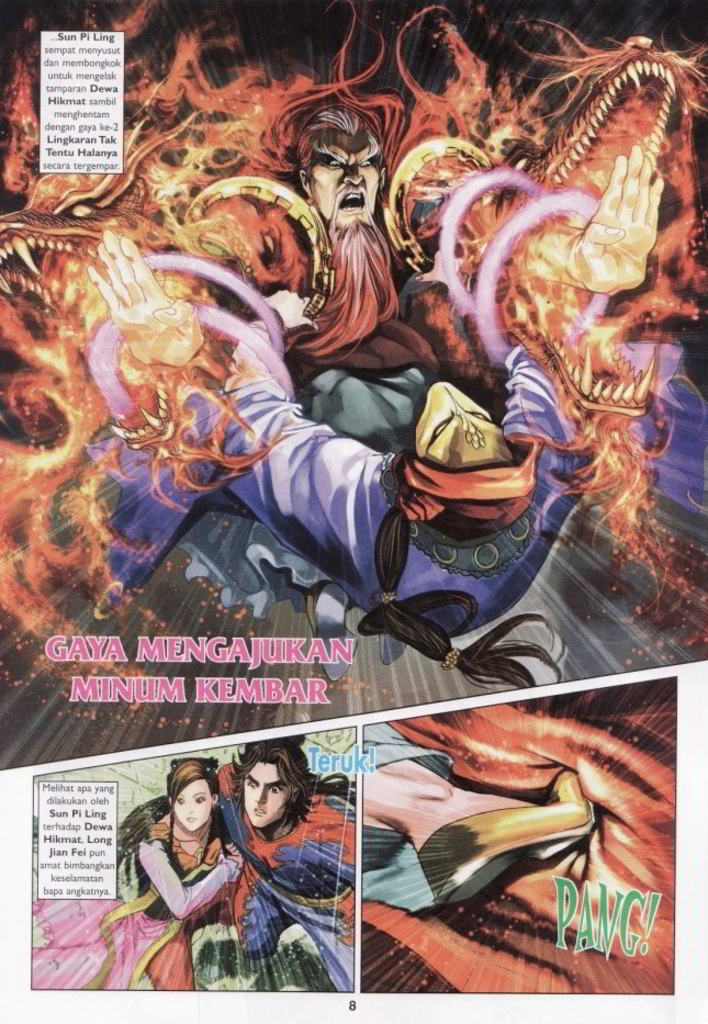 ...Sun Pi Ling
sempat menyusut
dan membongkok
untuk mengelak
tamparan Dewa
Hikmat sambil
menghentam
dengan gaya ke-2
Lingkaran Tak
Tentu Halanya
secara tergempar.
GAYA MENGAJUKAN
MINUM KEMBAR
Teruk!
Melihat apa yang
dilakukan oleh
Sun Pi Ling
terhadap Dewa
Hikmat, Long
Jian Fei pun
amat bimbangkan
keselamatan
bapa angkatnya.
PANG!
8